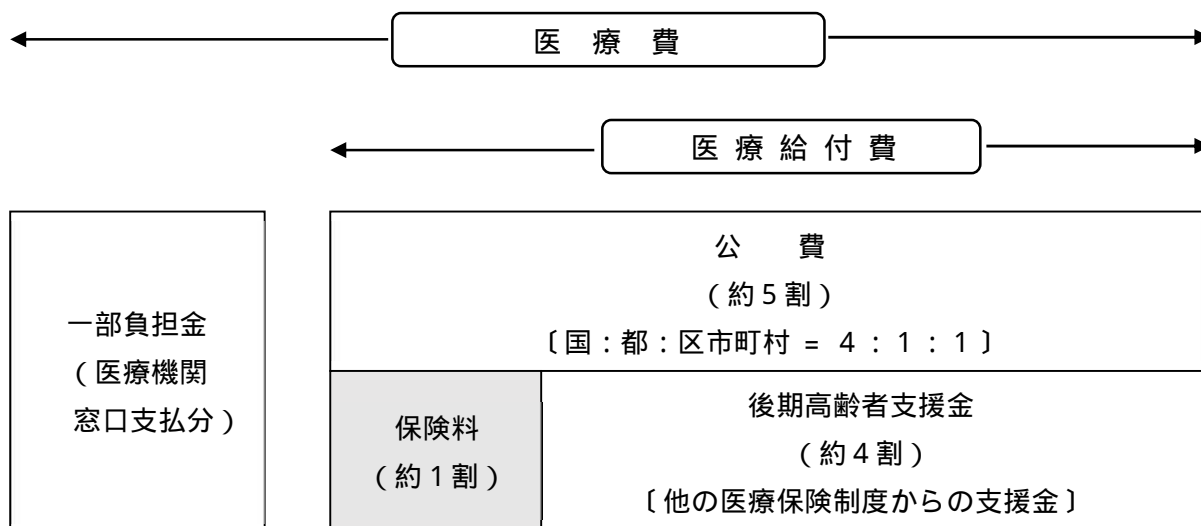 医療費
医療給付費
一部負担金
(医療機関
窓口支払分)
公費
(約5割)
〔国:都:区市町村 = 4:1:1〕
保険料
(約1割)
後期高齢者支援金
(約4割)
〔他の医療保険制度からの支援金〕